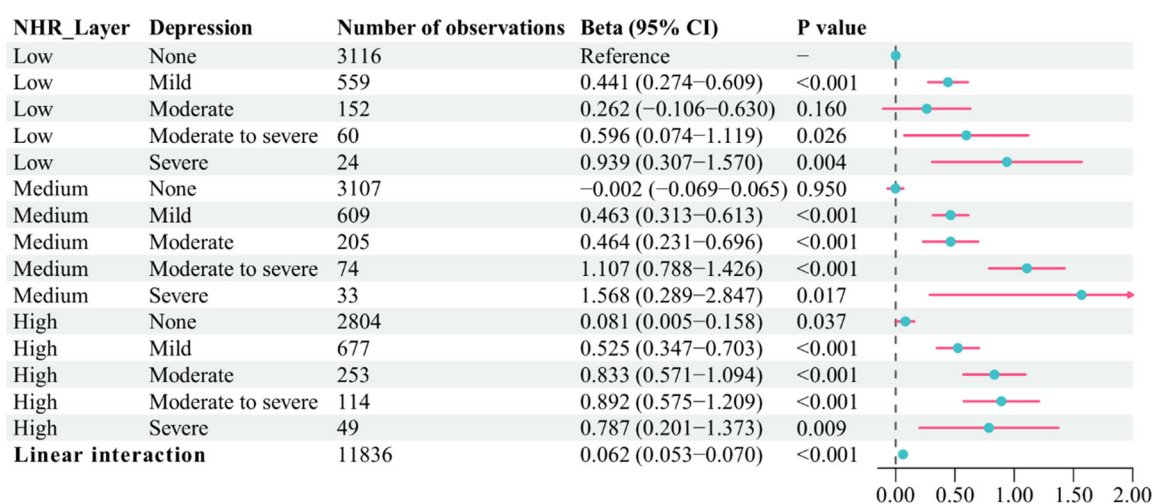 NHR_Layer Depression Number of observations Beta (95% CI) P value
Low None 3116 Reference −
Low Mild 559 0.441 (0.274−0.609) <0.001
Low Moderate 152 0.262 (−0.106−0.630) 0.160
Low Moderate to severe 60 0.596 (0.074−1.119) 0.026
Low Severe 24 0.939 (0.307−1.570) 0.004
Medium None 3107 −0.002 (−0.069−0.065) 0.950
Medium Mild 609 0.463 (0.313−0.613) <0.001
Medium Moderate 205 0.464 (0.231−0.696) <0.001
Medium Moderate to severe 74 1.107 (0.788−1.426) <0.001
Medium Severe 33 1.568 (0.289−2.847) 0.017
High None 2804 0.081 (0.005−0.158) 0.037
High Mild 677 0.525 (0.347−0.703) <0.001
High Moderate 253 0.833 (0.571−1.094) <0.001
High Moderate to severe 114 0.892 (0.575−1.209) <0.001
High Severe 49 0.787 (0.201−1.373) 0.009
Linear interaction 11836 0.062 (0.053−0.070) <0.001
0.00 0.50 1.00 1.50 2.00